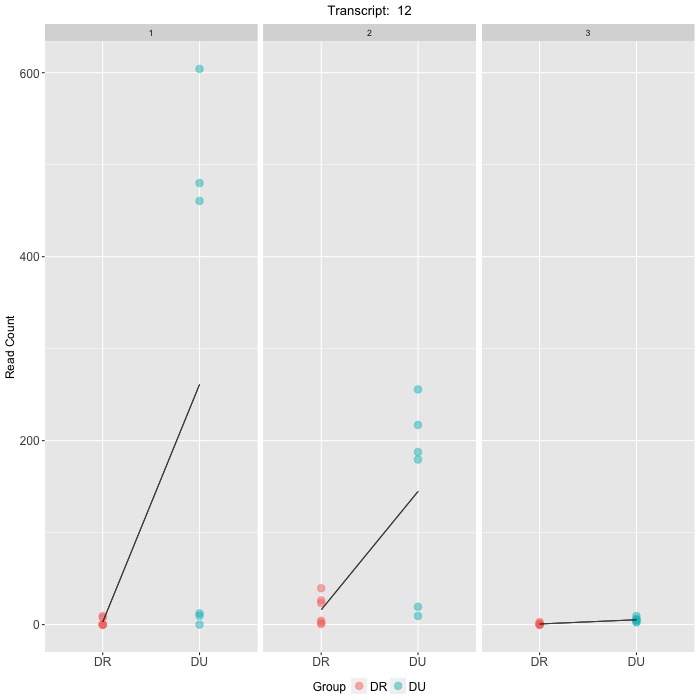 Transcript: 12
1 2 3
600
400
200
0
Read Count
DR DU DR DU DR DU
Group DR DU